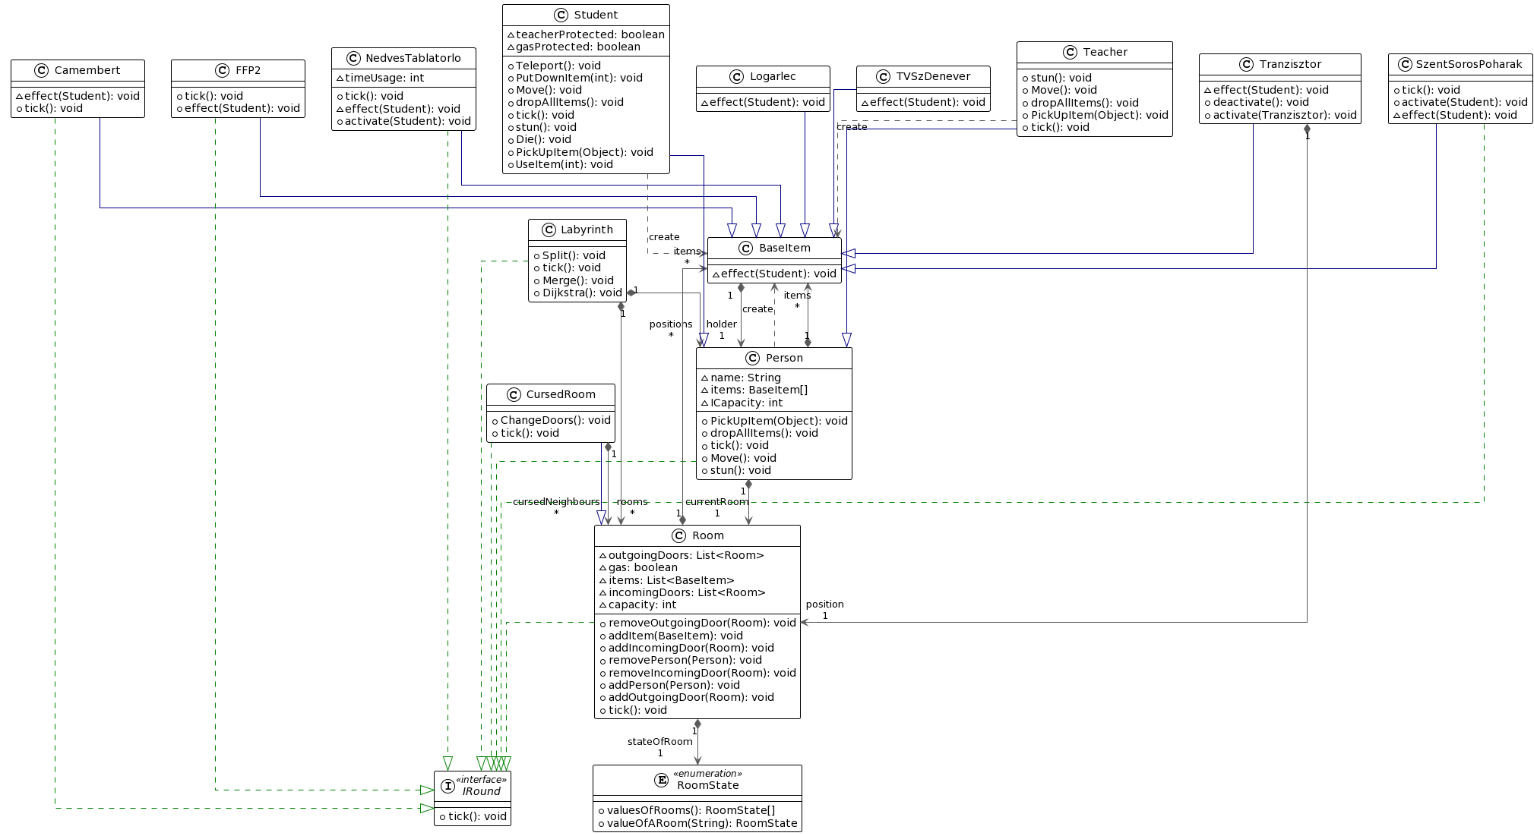 C Student
~teacherProtected: boolean
~gasProtected: boolean
Teleport(): void
PutDownItem(int): void
Move(): void
dropAllItems(): void
tick(): void
stun(): void
Die(): void
PickUpItem(Object): void
UseItem(int): void
C Camembert
~effect(Student): void
tick(): void
C FFP2
tick(): void
effect(Student): void
C NedvesTablatorlo
~timeUsage: int
tick(): void
~effect(Student): void
activate(Student): void
C Logarlec
~effect(Student): void
C TVSzDenever
~effect(Student): void
C Teacher
stun(): void
Move(): void
dropAllItems(): void
PickUpItem(Object): void
tick(): void
C Tranzisztor
~effect(Student): void
deactivate(): void
activate(Tranzisztor): void
C SzentSorosPoharak
tick(): void
activate(Student): void
~effect(Student): void
create
1
C Labyrinth
Split(): void
tick(): void
Merge(): void
Dijkstra(): void
create
items
*
C BaseItem
~effect(Student): void
1
1
1
create
items
*
positions
*
holder
1
1
C Person
~name: String
~items: BaseItem[]
~ICapacity: int
PickUpItem(Object): void
dropAllItems(): void
tick(): void
Move(): void
stun(): void
C CursedRoom
ChangeDoors(): void
tick(): void
1
1
cursedNeighbours
*
rooms
*
1
currentRoom
1
C Room
~outgoingDoors: List<Room>
~gas: boolean
~items: List<BaseItem>
~incomingDoors: List<Room>
~capacity: int
removeOutgoingDoor(Room): void
addItem(BaseItem): void
addIncomingDoor(Room): void
removePerson(Person): void
removeIncomingDoor(Room): void
addPerson(Person): void
addOutgoingDoor(Room): void
tick(): void
position
1
1
stateOfRoom
1
I «interface»
IRound
tick(): void
E «enumeration»
RoomState
valuesOfRooms(): RoomState[]
valueOfARoom(String): RoomState